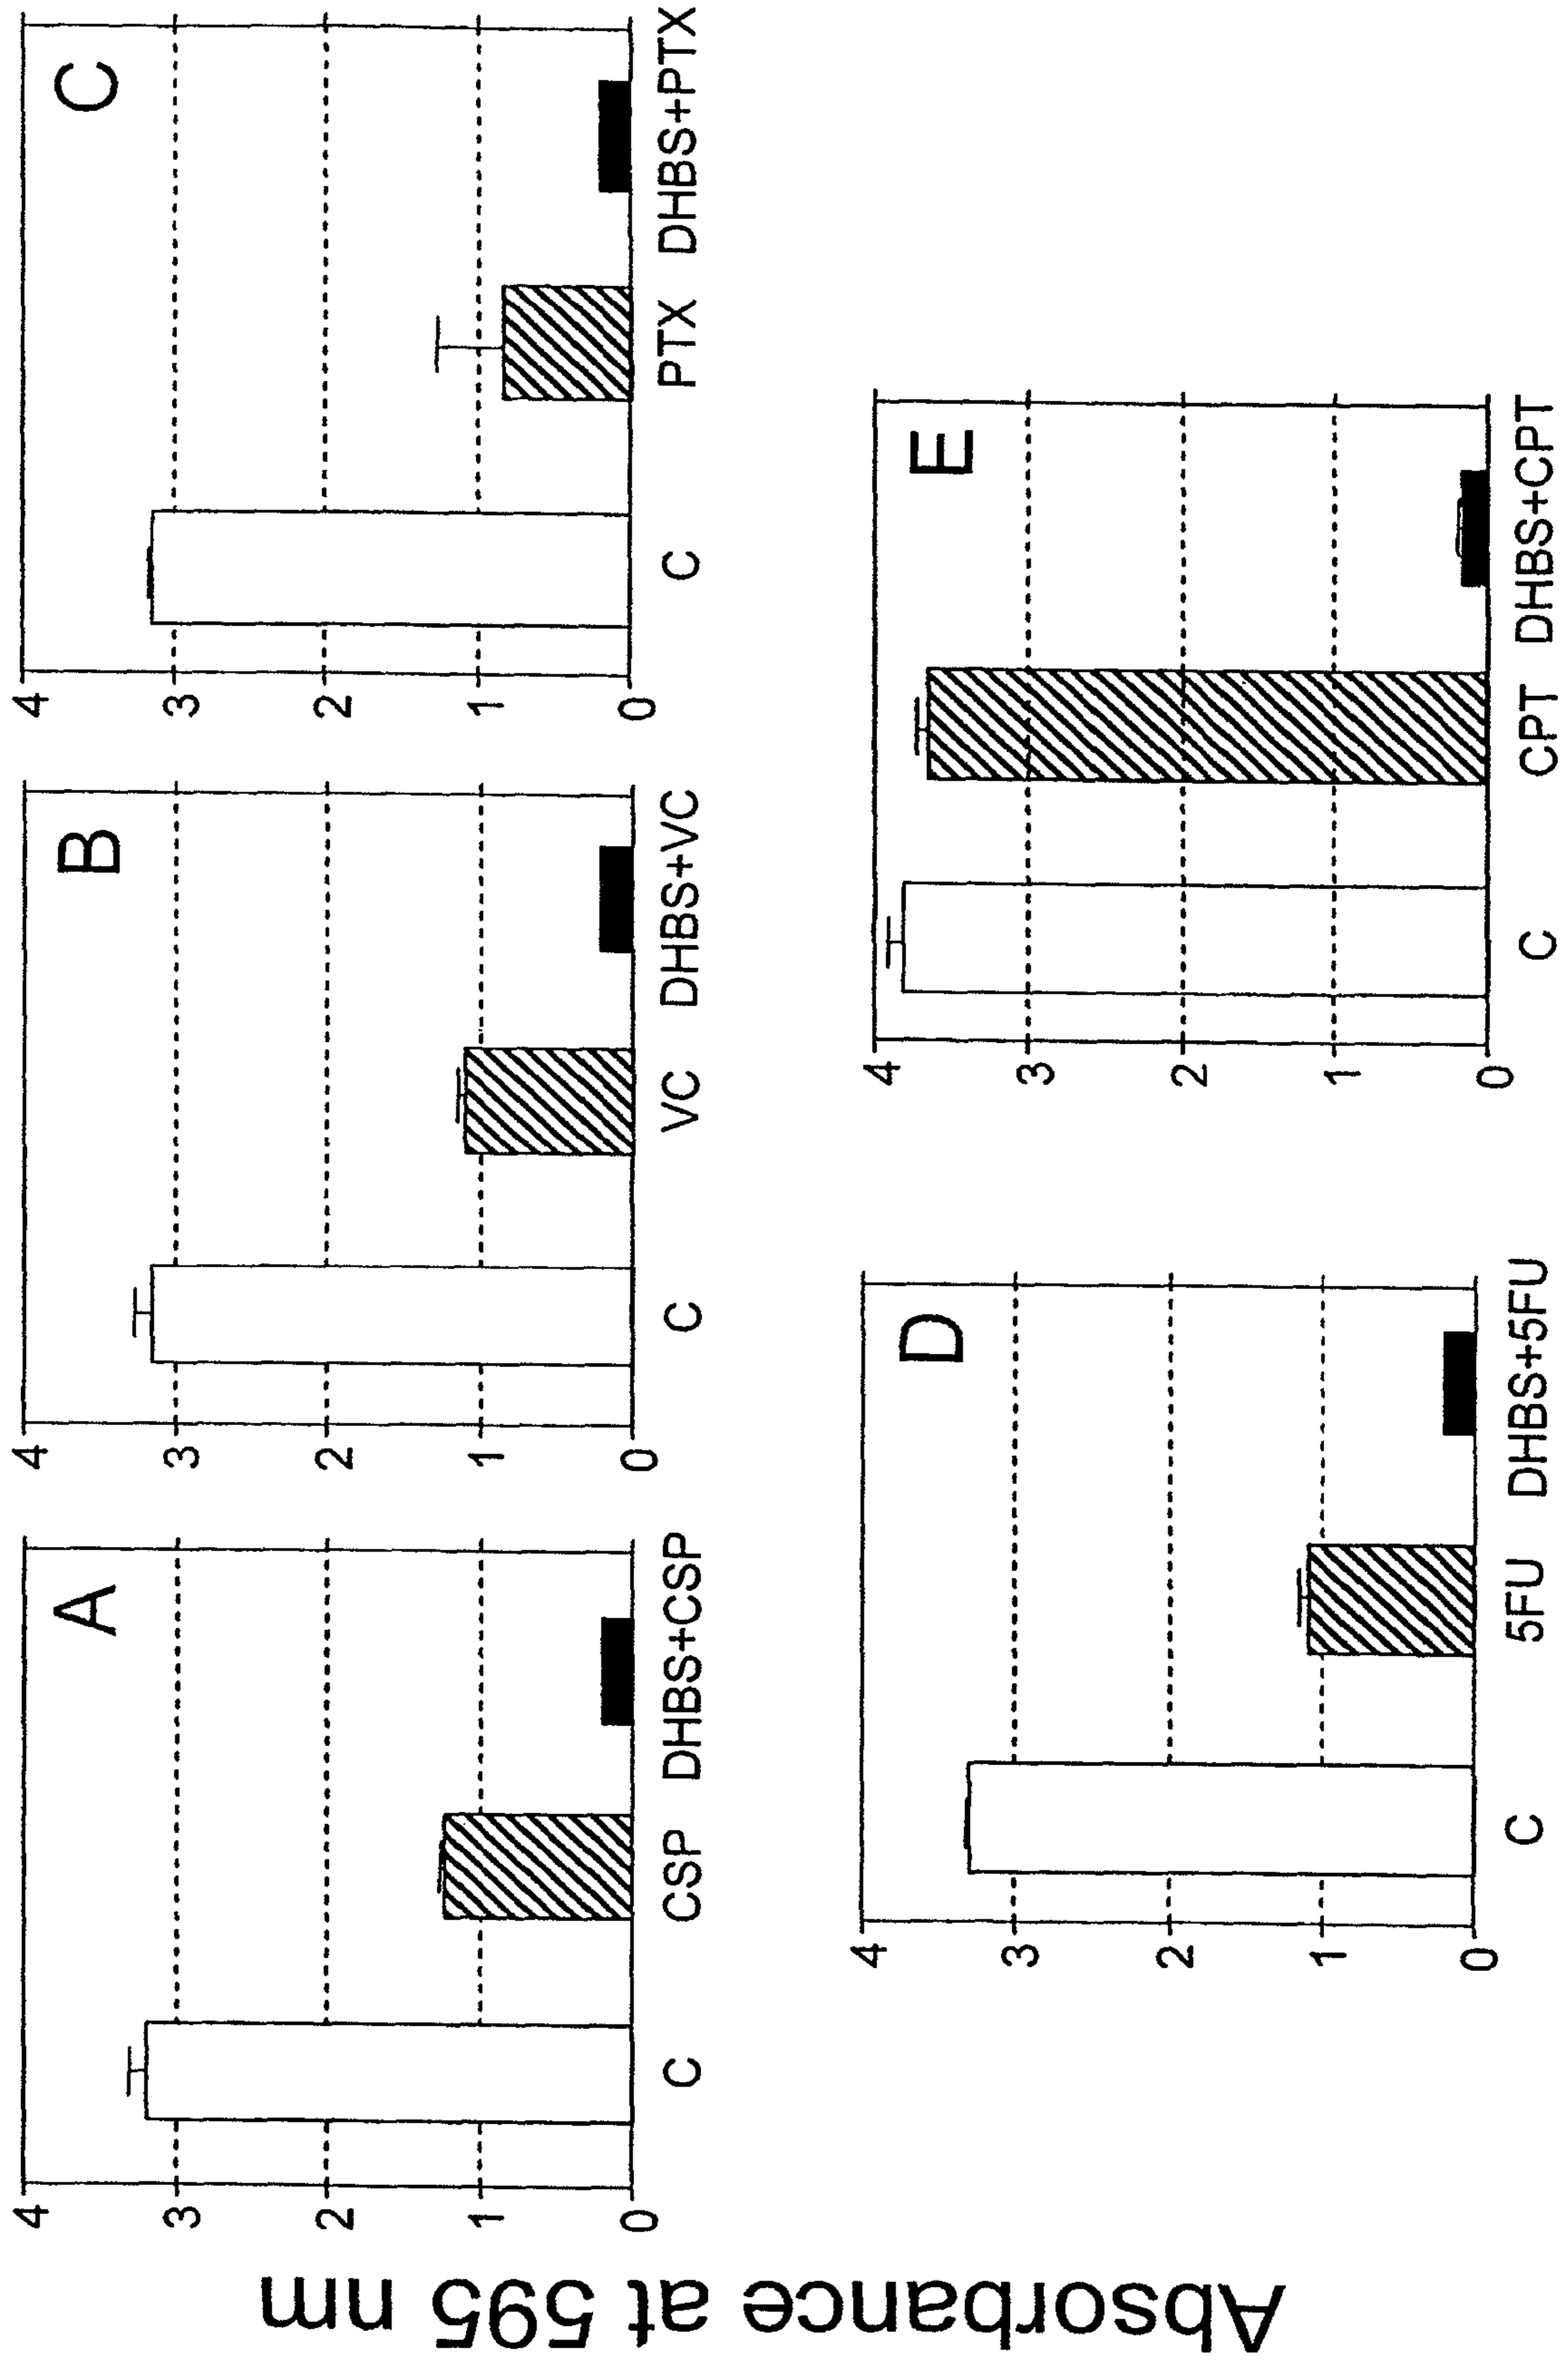 Absorbance at 595 nm
A
4
3
2
1
0
C CSP DHBS+CSP
B
4
3
2
1
0
C VC DHBS+VC
C
4
3
2
1
0
C PTX DHBS+PTX
D
4
3
2
1
0
C 5FU DHBS+5FU
E
4
3
2
1
0
C CPT DHBS+CPT